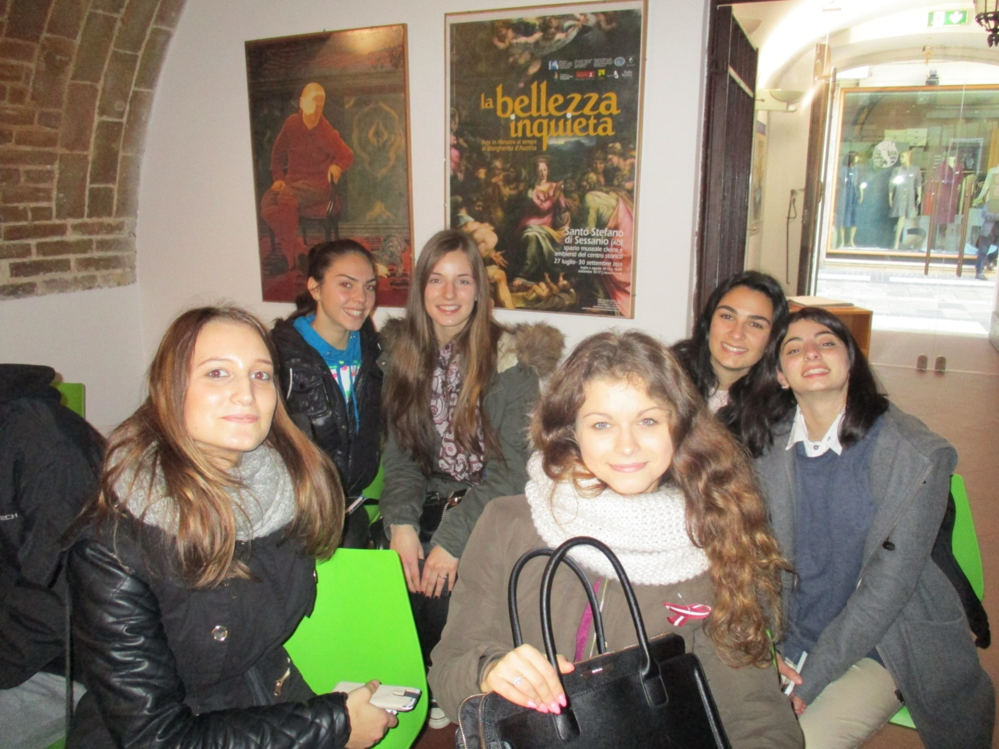 la bellezza
inquieta
Arte in Abruzzo al tempo
di Margherita d'Austria
Santo Stefano
di Sessanio (AQ)
spazio museale civico e
ambienti del centro storico
27 luglio- 30 settembre 2013
ECH